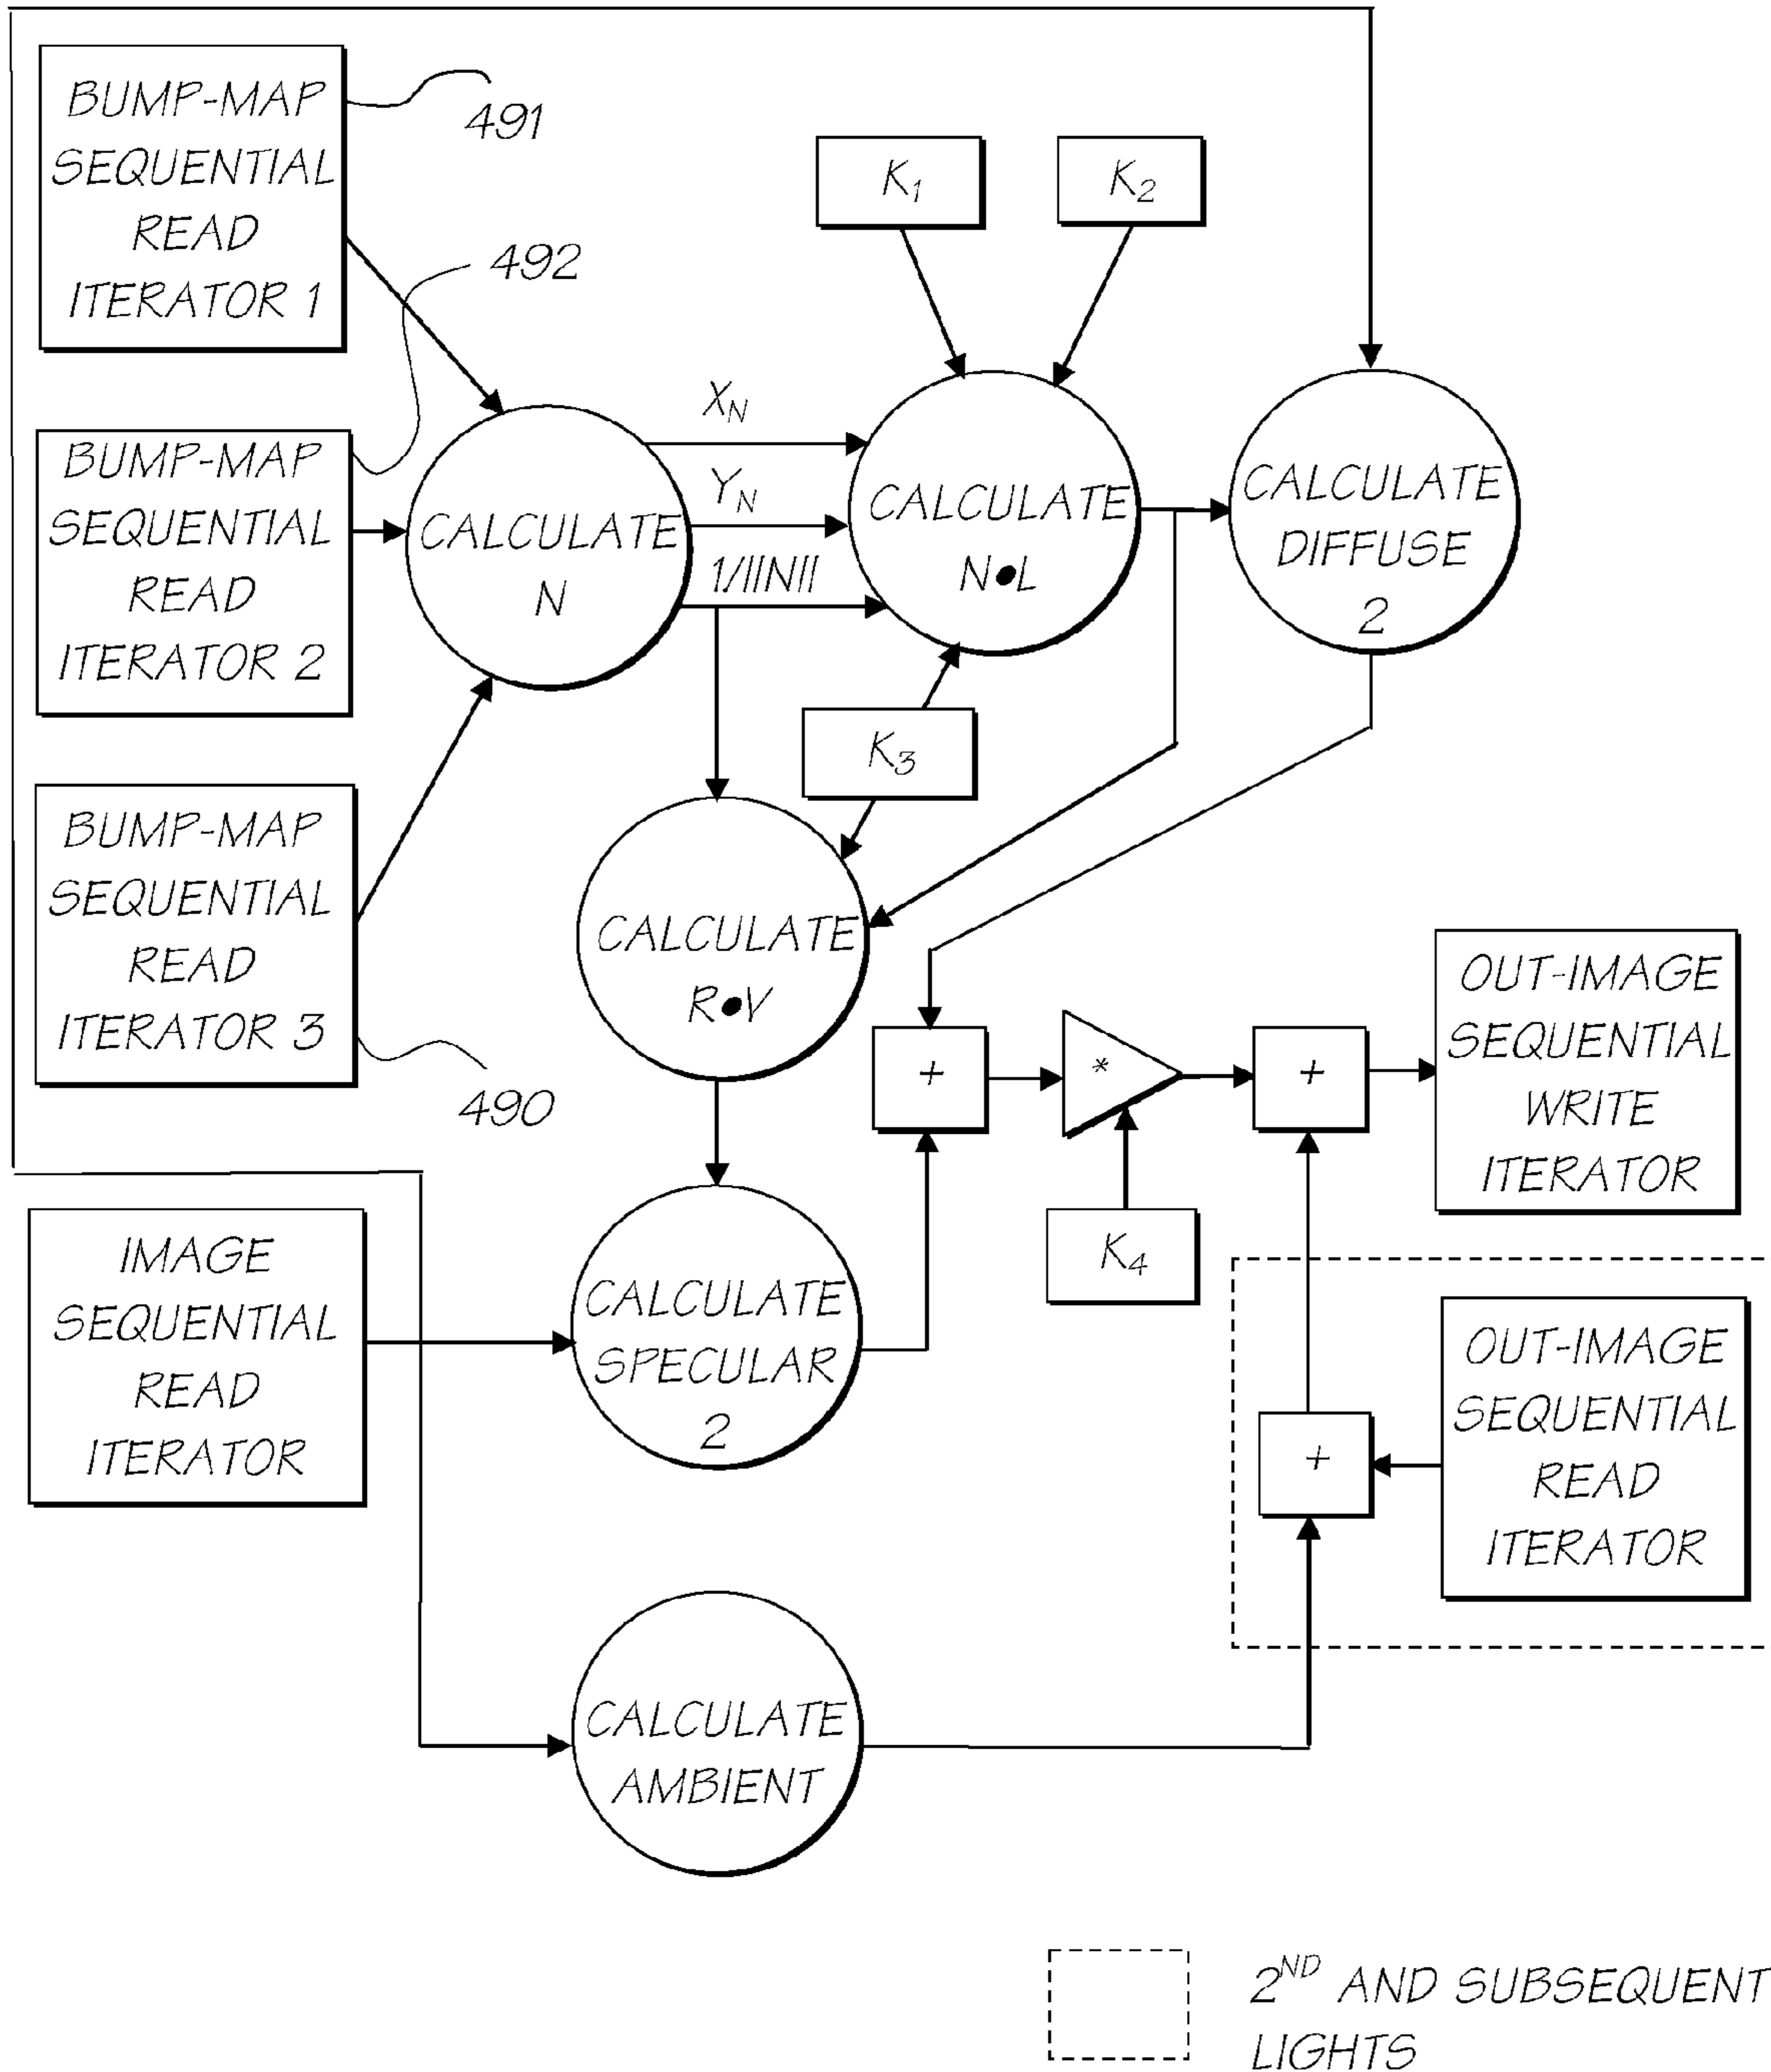 BUMP-MAP
SEQUENTIAL
READ
ITERATOR 1
491
492
K1
K2
BUMP-MAP
SEQUENTIAL
READ
ITERATOR 2
CALCULATE
N
XN
YN
1/||N||
CALCULATE
N•L
CALCULATE
DIFFUSE
2
K3
BUMP-MAP
SEQUENTIAL
READ
ITERATOR 3
490
CALCULATE
R•V
+
*
+
K4
OUT-IMAGE
SEQUENTIAL
WRITE
ITERATOR
IMAGE
SEQUENTIAL
READ
ITERATOR
CALCULATE
SPECULAR
2
+
OUT-IMAGE
SEQUENTIAL
READ
ITERATOR
CALCULATE
AMBIENT
2ND AND SUBSEQUENT
LIGHTS